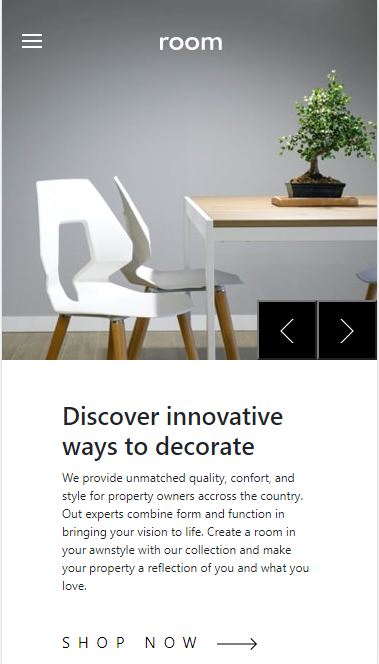 room
Discover innovative
ways to decorate
We provide unmatched quality, confort, and
style for property owners accross the country.
Out experts combine form and function in
bringing your vision to life. Create a room in
your awnstyle with our collection and make
your property a reflection of you and what you
love.
SHOP NOW